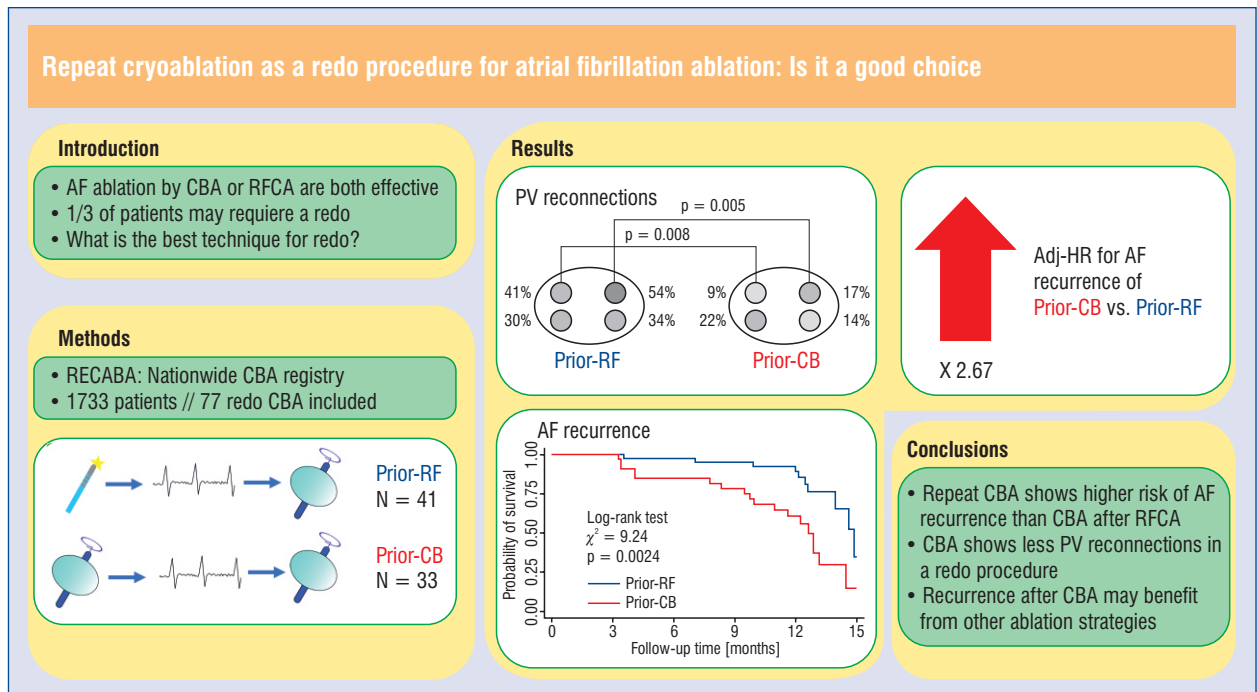 Repeat cryoablation as a redo procedure for atrial fibrillation ablation: Is it a good choice
Introduction
• AF ablation by CBA or RFCA are both effective
• 1/3 of patients may requiere a redo
• What is the best technique for redo?
Methods
• RECABA: Nationwide CBA registry
• 1733 patients // 77 redo CBA included
Prior-RF
N = 41
Prior-CB
N = 33
Results
PV reconnections
p = 0.005
p = 0.008
41% 54% 9% 17%
30% 34% 22% 14%
Prior-RF Prior-CB
Adj-HR for AF
recurrence of
Prior-CB vs. Prior-RF
X 2.67
AF recurrence
Probability of survival
1.00
0.75
0.50
0.25
0.00
Log-rank test
χ² = 9.24
p = 0.0024
Prior-RF
Prior-CB
0 3 6 9 12 15
Follow-up time [months]
Conclusions
• Repeat CBA shows higher risk of AF
recurrence than CBA after RFCA
• CBA shows less PV reconnections in
a redo procedure
• Recurrence after CBA may benefit
from other ablation strategies